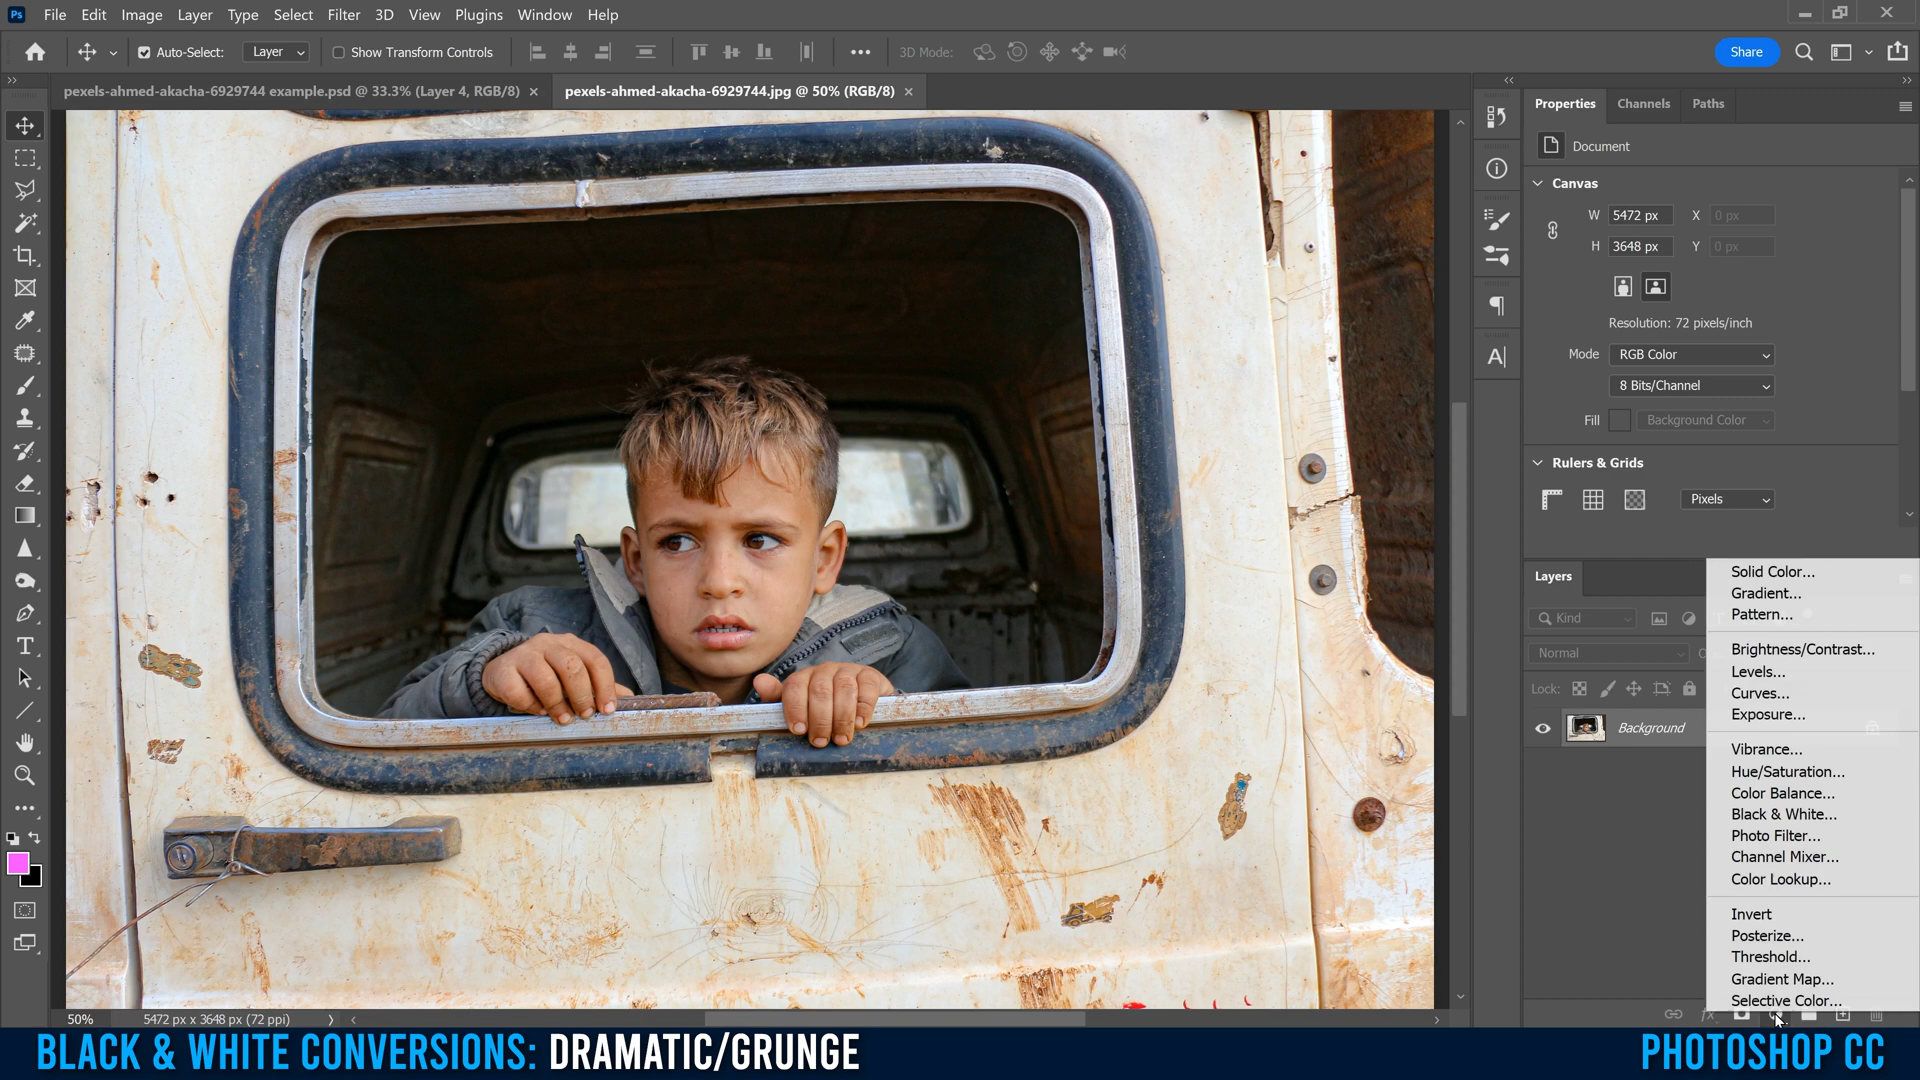 Ps File Edit Image Layer Type Select Filter 3D View Plugins Window Help
Auto-Select: Layer Show Transform Controls 3D Mode: Share
pexels-ahmed-akacha-6929744 example.psd @ 33.3% (Layer 4, RGB/8) pexels-ahmed-akacha-6929744.jpg @ 50% (RGB/8)
Properties Channels Paths
Document
Canvas
W 5472 px X 0 px
H 3648 px Y 0 px
Resolution: 72 pixels/inch
Mode RGB Color
8 Bits/Channel
Fill Background Color
Rulers & Grids
Pixels
Layers
Kind
Normal
Lock:
Background
Solid Color...
Gradient...
Pattern...
Brightness/Contrast...
Levels...
Curves...
Exposure...
Vibrance...
Hue/Saturation...
Color Balance...
Black & White...
Photo Filter...
Channel Mixer...
Color Lookup...
Invert
Posterize...
Threshold...
Gradient Map...
Selective Color...
50% 5472 px x 3648 px (72 ppi)
BLACK & WHITE CONVERSIONS: DRAMATIC/GRUNGE
PHOTOSHOP CC